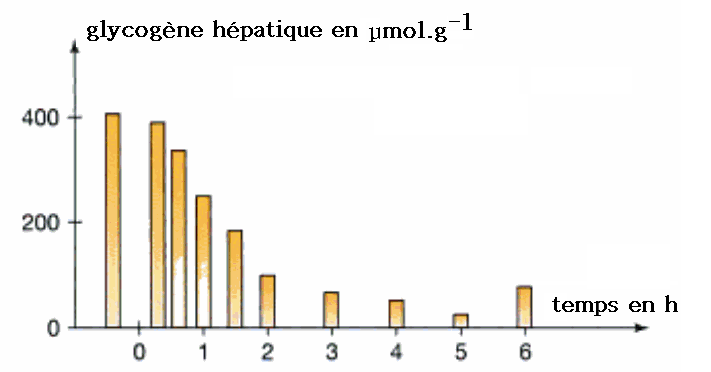 glycogène hépatique en µmol.g⁻¹
400
200
0
temps en h
0 1 2 3 4 5 6